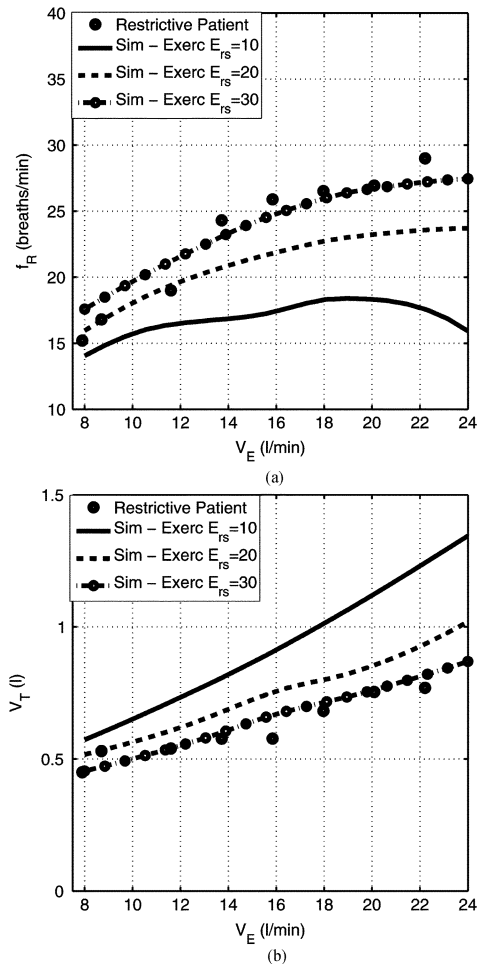 40
35
30
25
20
15
10
f_R (breaths/min)
Restrictive Patient
Sim – Exerc E_rs=10
Sim – Exerc E_rs=20
Sim – Exerc E_rs=30
8 10 12 14 16 18 20 22 24
V_E (l/min)
(a)
1.5
1
0.5
0
V_T (l)
Restrictive Patient
Sim – Exerc E_rs=10
Sim – Exerc E_rs=20
Sim – Exerc E_rs=30
8 10 12 14 16 18 20 22 24
V_E (l/min)
(b)